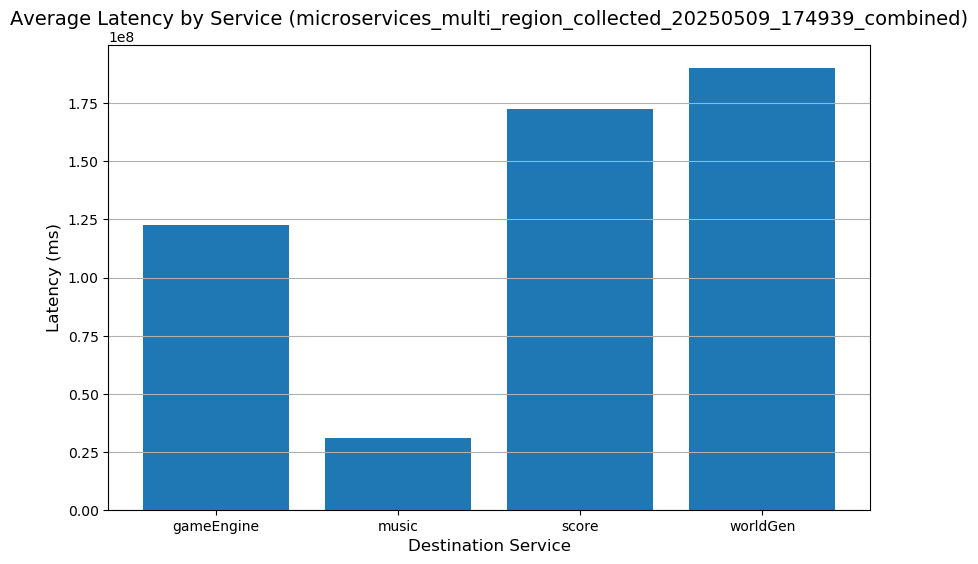 Average Latency by Service (microservices_multi_region_collected_20250509_174939_combined)
1e8
1.75
1.50
1.25
1.00
0.75
0.50
0.25
0.00
Latency (ms)
gameEngine music score worldGen
Destination Service